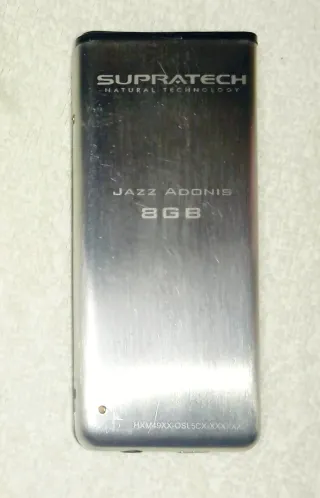 SUPRATECH
NATURAL TECHNOLOGY
JAZZ ADONIS
8GB